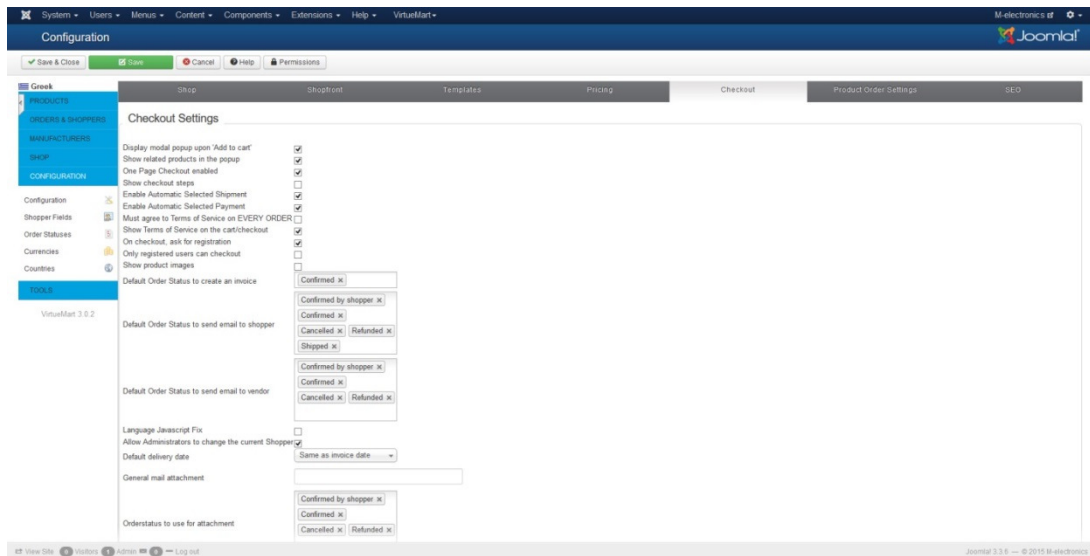 System Users Menus Content Components Extensions Help VirtueMart M-electronics
Configuration Joomla!
Save & Close Save Cancel Help Permissions
Greek
Shop Shopfront Templates Pricing Checkout Product Order Settings SEO
PRODUCTS
ORDERS & SHOPPERS
MANUFACTURERS
SHOP
CONFIGURATION
Configuration
Shopper Fields
Order Statuses
Currencies
Countries
TOOLS
VirtueMart 3.0.2
Checkout Settings
Display modal popup upon 'Add to cart'
Show related products in the popup
One Page Checkout enabled
Show checkout steps
Enable Automatic Selected Shipment
Enable Automatic Selected Payment
Must agree to Terms of Service on EVERY ORDER
Show Terms of Service on the cart/checkout
On checkout, ask for registration
Only registered users can checkout
Show product images
Default Order Status to create an invoice Confirmed
Default Order Status to send email to shopper
Confirmed by shopper
Confirmed
Cancelled Refunded
Shipped
Default Order Status to send email to vendor
Confirmed by shopper
Confirmed
Cancelled Refunded
Language Javascript Fix
Allow Administrators to change the current Shopper
Default delivery date Same as invoice date
General mail attachment
Orderstatus to use for attachment
Confirmed by shopper
Confirmed
Cancelled Refunded
View Site 0 Visitors 1 Admin 0 Log out Joomla! 3.3.6 — © 2015 M-electronics